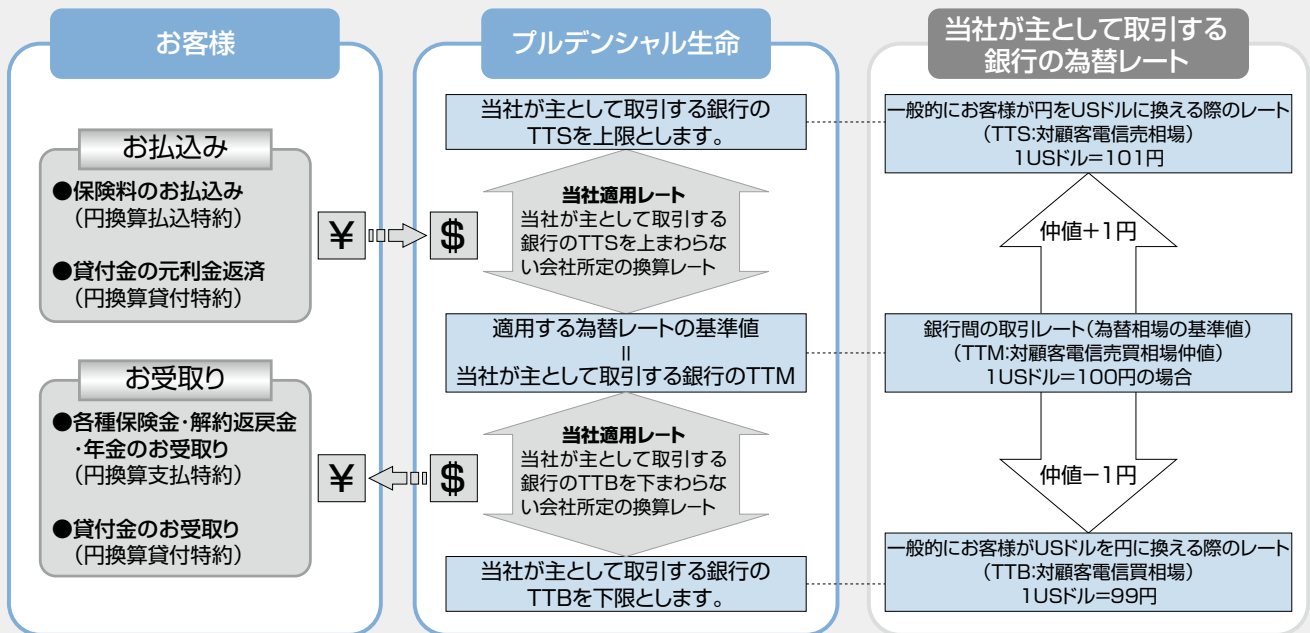 お客様
お払込み
●保険料のお払込み
（円換算払込特約）
●貸付金の元利金返済
（円換算貸付特約）
¥
$
お受取り
●各種保険金・解約返戻金
・年金のお受取り
（円換算支払特約）
●貸付金のお受取り
（円換算貸付特約）
¥
$
プルデンシャル生命
当社が主として取引する銀行の
TTSを上限とします。
当社適用レート
当社が主として取引する
銀行のTTSを上まわらな
い会社所定の換算レート
適用する為替レートの基準値
＝
当社が主として取引する銀行のTTM
当社適用レート
当社が主として取引する
銀行のTTBを下まわらな
い会社所定の換算レート
当社が主として取引する銀行の
TTBを下限とします。
当社が主として取引する
銀行の為替レート
一般的にお客様が円をUSドルに換える際のレート
（TTS：対顧客電信売相場）
1USドル＝101円
仲値＋1円
銀行間の取引レート（為替相場の基準値）
（TTM：対顧客電信売買相場仲値）
1USドル＝100円の場合
仲値－1円
一般的にお客様がUSドルを円に換える際のレート
（TTB：対顧客電信買相場）
1USドル＝99円